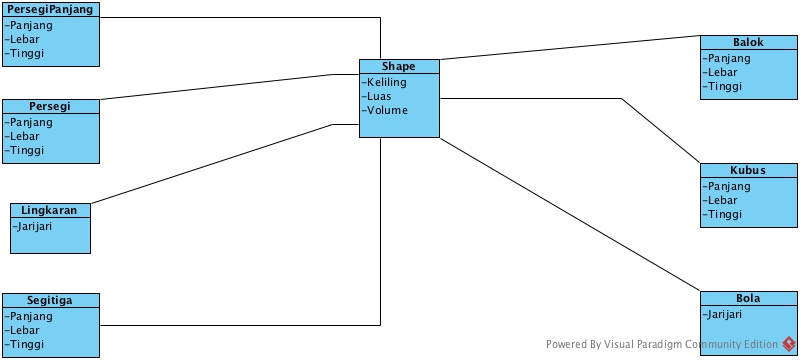 PersegiPanjang
-Panjang
-Lebar
-Tinggi
Persegi
-Panjang
-Lebar
-Tinggi
Lingkaran
-Jarijari
Segitiga
-Panjang
-Lebar
-Tinggi
Shape
-Keliling
-Luas
-Volume
Balok
-Panjang
-Lebar
-Tinggi
Kubus
-Panjang
-Lebar
-Tinggi
Bola
-Jarijari
Powered By Visual Paradigm Community Edition